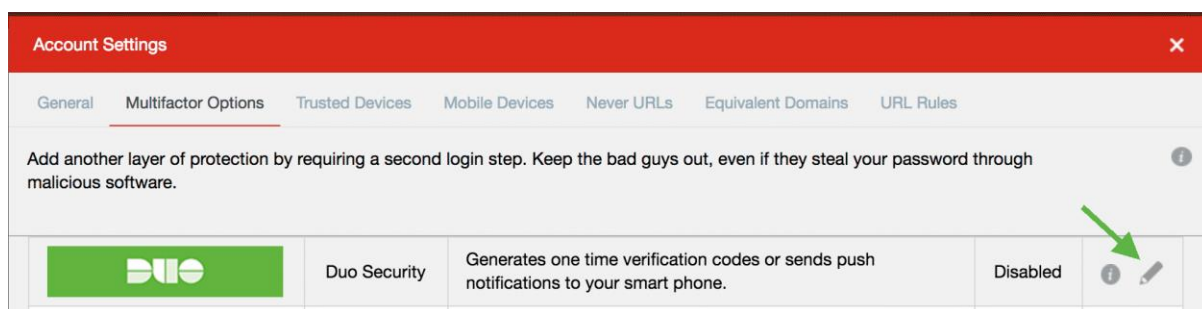 Account Settings
General Multifactor Options Trusted Devices Mobile Devices Never URLs Equivalent Domains URL Rules
Add another layer of protection by requiring a second login step. Keep the bad guys out, even if they steal your password through
malicious software.
DUO Duo Security Generates one time verification codes or sends push
notifications to your smart phone. Disabled